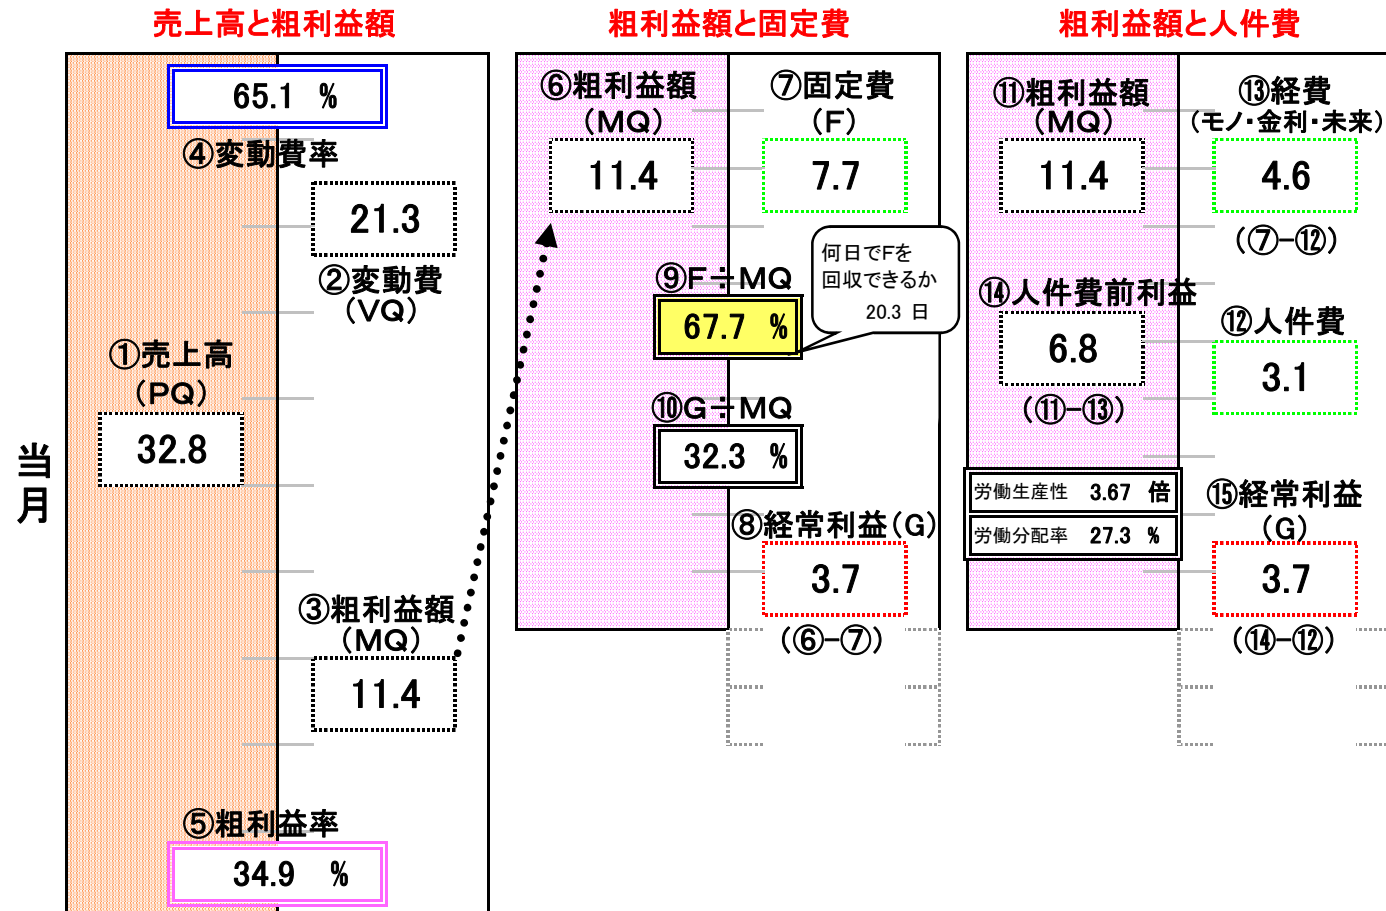 売上高と粗利益額
65.1 %
④変動費率
21.3
②変動費
(VQ)
①売上高
(PQ)
32.8
当月
③粗利益額
(MQ)
11.4
⑤粗利益率
34.9 %
粗利益額と固定費
⑥粗利益額
(MQ)
11.4
⑦固定費
(F)
7.7
何日でFを
回収できるか
20.3 日
⑨F÷MQ
67.7 %
⑩G÷MQ
32.3 %
⑧経常利益(G)
3.7
(⑥-⑦)
粗利益額と人件費
⑪粗利益額
(MQ)
11.4
⑬経費
(モノ・金利・未来)
4.6
(⑦-⑫)
⑭人件費前利益
6.8
(⑪-⑬)
⑫人件費
3.1
労働生産性 3.67 倍
労働分配率 27.3 %
⑮経常利益
(G)
3.7
(⑭-⑫)